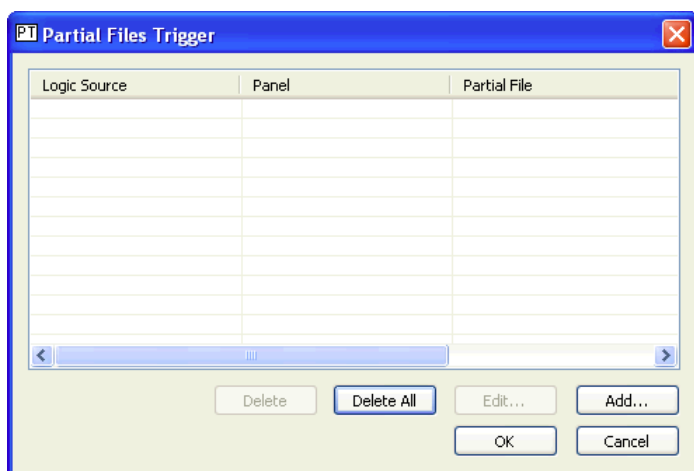 PT Partial Files Trigger
Logic Source Panel Partial File
Delete Delete All Edit... Add...
OK Cancel